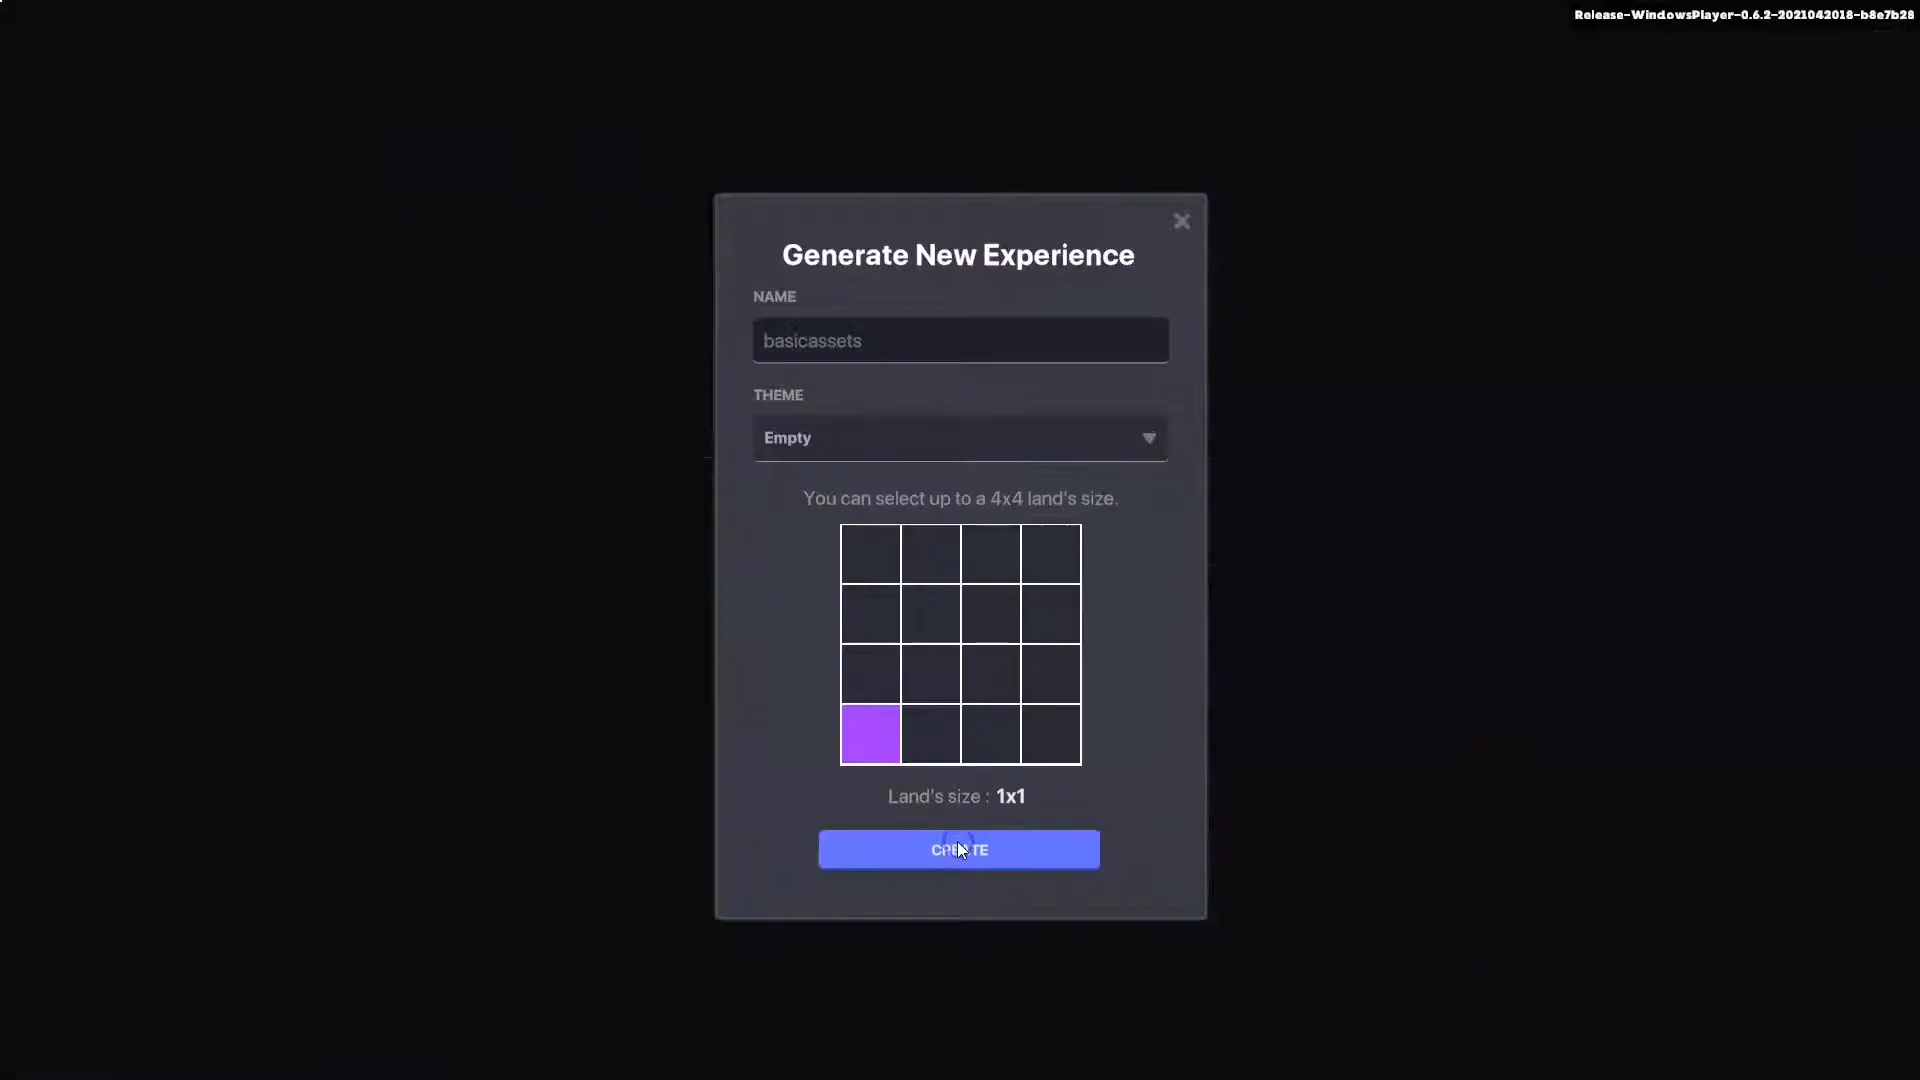 Release-WindowsPlayer-0.6.2-2021042018-b8e7b28
Generate New Experience
NAME
basicassets
THEME
Empty
You can select up to a 4x4 land's size.
Land's size : 1x1
CREATE